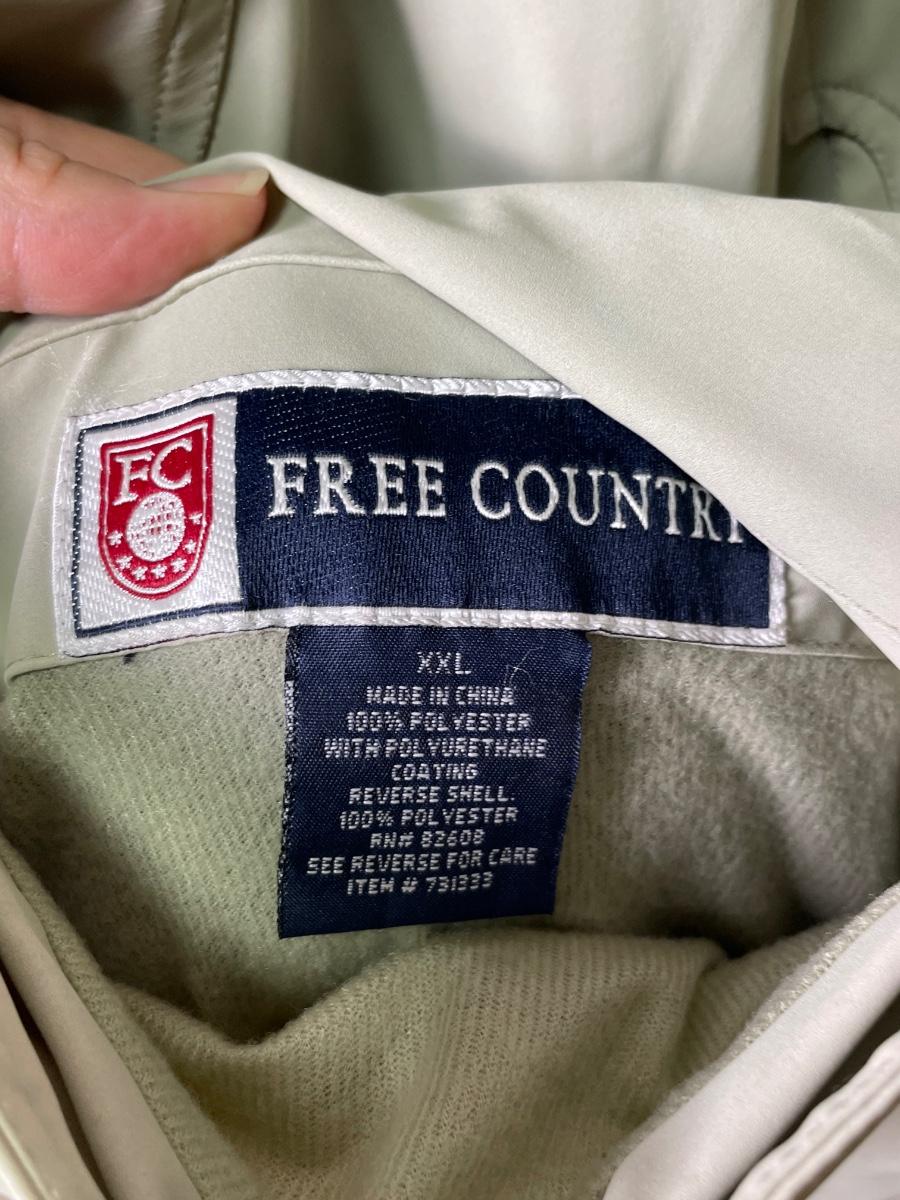 FC
FREE COUNTRY
XXL
MADE IN CHINA
100% POLYESTER
WITH POLYURETHANE
COATING
REVERSE SHELL.
100% POLYESTER
RN# 82608
SEE REVERSE FOR CARE
ITEM # 731333